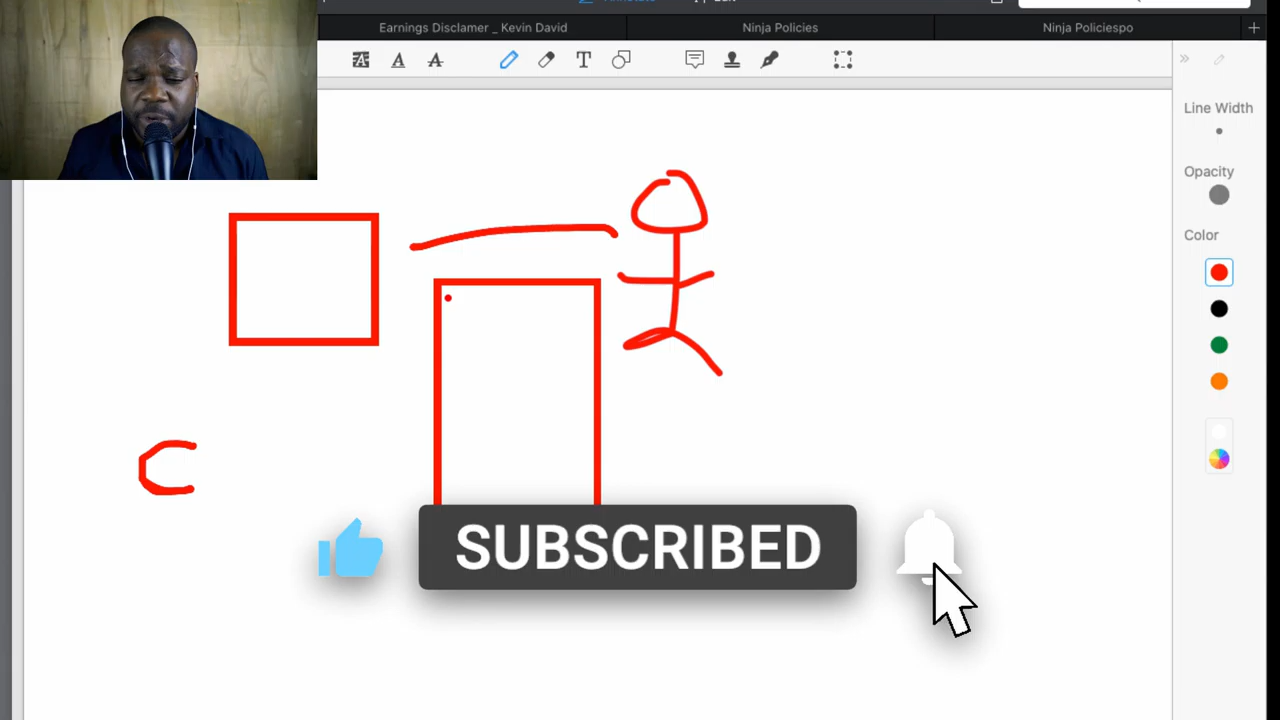 Earnings Disclamer _ Kevin David
Ninja Policies
Ninja Policiespo
Line Width
Opacity
Color
C
SUBSCRIBED